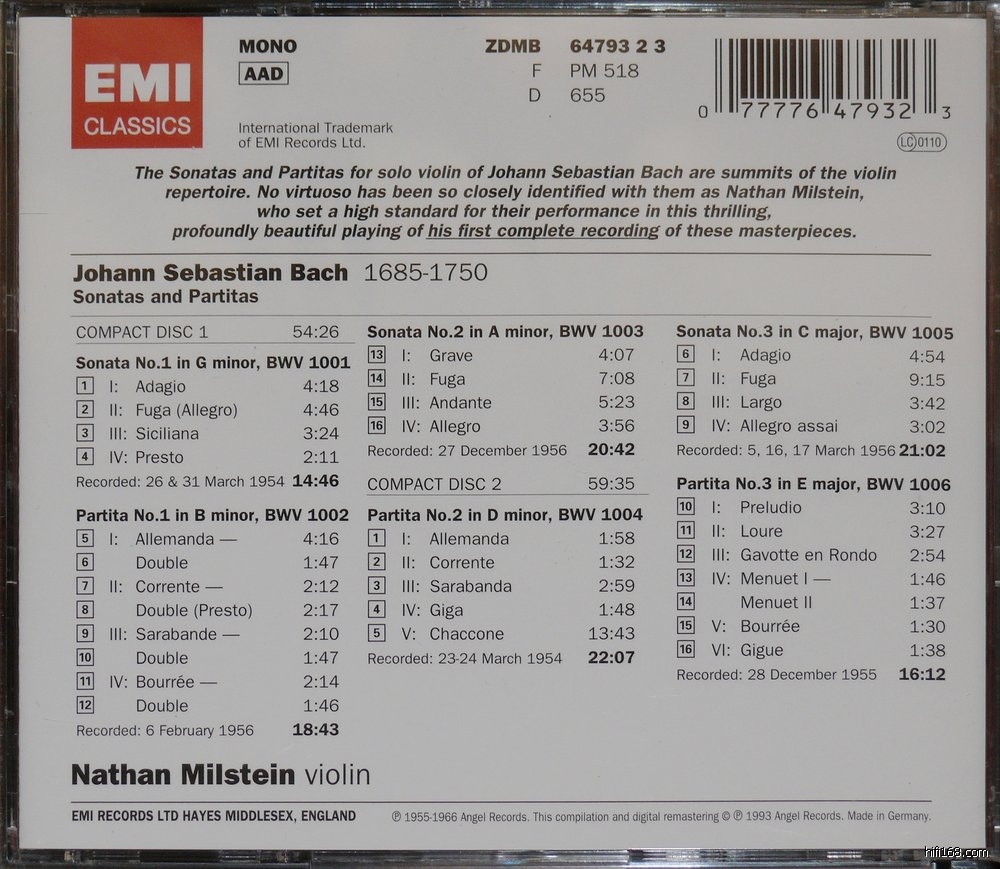 EMI
CLASSICS
MONO
AAD
International Trademark
of EMI Records Ltd.
ZDMB 64793 2 3
F PM 518
D 655
0 77776 47932 3
LC 0110
The Sonatas and Partitas for solo violin of Johann Sebastian Bach are summits of the violin
repertoire. No virtuoso has been so closely identified with them as Nathan Milstein,
who set a high standard for their performance in this thrilling,
profoundly beautiful playing of his first complete recording of these masterpieces.
Johann Sebastian Bach 1685-1750
Sonatas and Partitas
COMPACT DISC 1 54:26
Sonata No.1 in G minor, BWV 1001
1 I: Adagio 4:18
2 II: Fuga (Allegro) 4:46
3 III: Siciliana 3:24
4 IV: Presto 2:11
Recorded: 26 & 31 March 1954 14:46
Partita No.1 in B minor, BWV 1002
5 I: Allemanda — 4:16
6 Double 1:47
7 II: Corrente — 2:12
8 Double (Presto) 2:17
9 III: Sarabande — 2:10
10 Double 1:47
11 IV: Bourrée — 2:14
12 Double 1:46
Recorded: 6 February 1956 18:43
Sonata No.2 in A minor, BWV 1003
13 I: Grave 4:07
14 II: Fuga 7:08
15 III: Andante 5:23
16 IV: Allegro 3:56
Recorded: 27 December 1956 20:42
COMPACT DISC 2 59:35
Partita No.2 in D minor, BWV 1004
1 I: Allemanda 1:58
2 II: Corrente 1:32
3 III: Sarabanda 2:59
4 IV: Giga 1:48
5 V: Chaccone 13:43
Recorded: 23-24 March 1954 22:07
Sonata No.3 in C major, BWV 1005
6 I: Adagio 4:54
7 II: Fuga 9:15
8 III: Largo 3:42
9 IV: Allegro assai 3:02
Recorded: 5, 16, 17 March 1956 21:02
Partita No.3 in E major, BWV 1006
10 I: Preludio 3:10
11 II: Loure 3:27
12 III: Gavotte en Rondo 2:54
13 IV: Menuet I — 1:46
14 Menuet II 1:37
15 V: Bourrée 1:30
16 VI: Gigue 1:38
Recorded: 28 December 1955 16:12
Nathan Milstein violin
EMI RECORDS LTD HAYES MIDDLESEX, ENGLAND
℗ 1955-1966 Angel Records. This compilation and digital remastering © ℗ 1993 Angel Records. Made in Germany.
hifi168.com